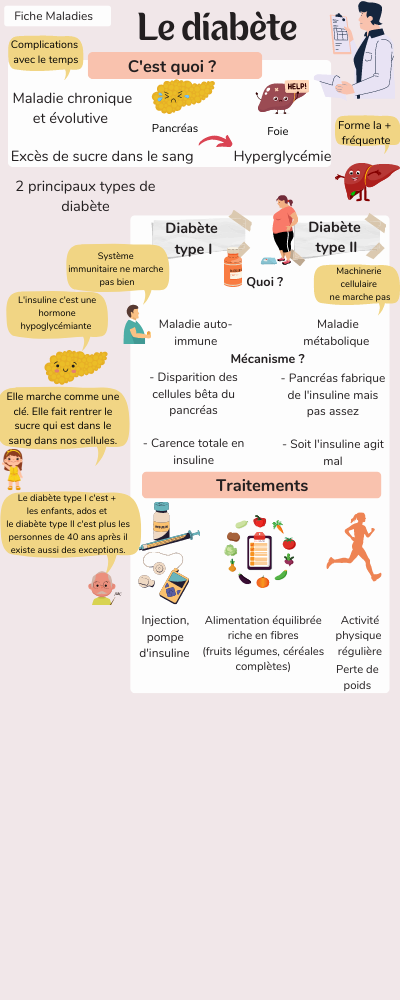 Fiche Maladies
Le diabète
Complications
avec le temps
C'est quoi ?
Maladie chronique
et évolutive
HELP!
Pancréas
Foie
Forme la +
fréquente
Excès de sucre dans le sang
Hyperglycémie
2 principaux types de
diabète
Diabète
type I
Diabète
type II
Système
immunitaire ne marche
pas bien
Quoi ?
Machinerie
cellulaire
ne marche pas
L'insuline c'est une
hormone
hypoglycémiante
Maladie auto-
immune
Maladie
métabolique
Mécanisme ?
- Disparition des
cellules bêta du
pancréas
- Pancréas fabrique
de l'insuline mais
pas assez
Elle marche comme une
clé. Elle fait rentrer le
sucre qui est dans le
sang dans nos cellules.
- Carence totale en
insuline
- Soit l'insuline agit
mal
Traitements
Le diabète type I c'est +
les enfants, ados et
le diabète type II c'est plus les
personnes de 40 ans après il
existe aussi des exceptions.
Injection,
pompe
d'insuline
Alimentation équilibrée
riche en fibres
(fruits légumes, céréales
complètes)
Activité
physique
régulière
Perte de
poids